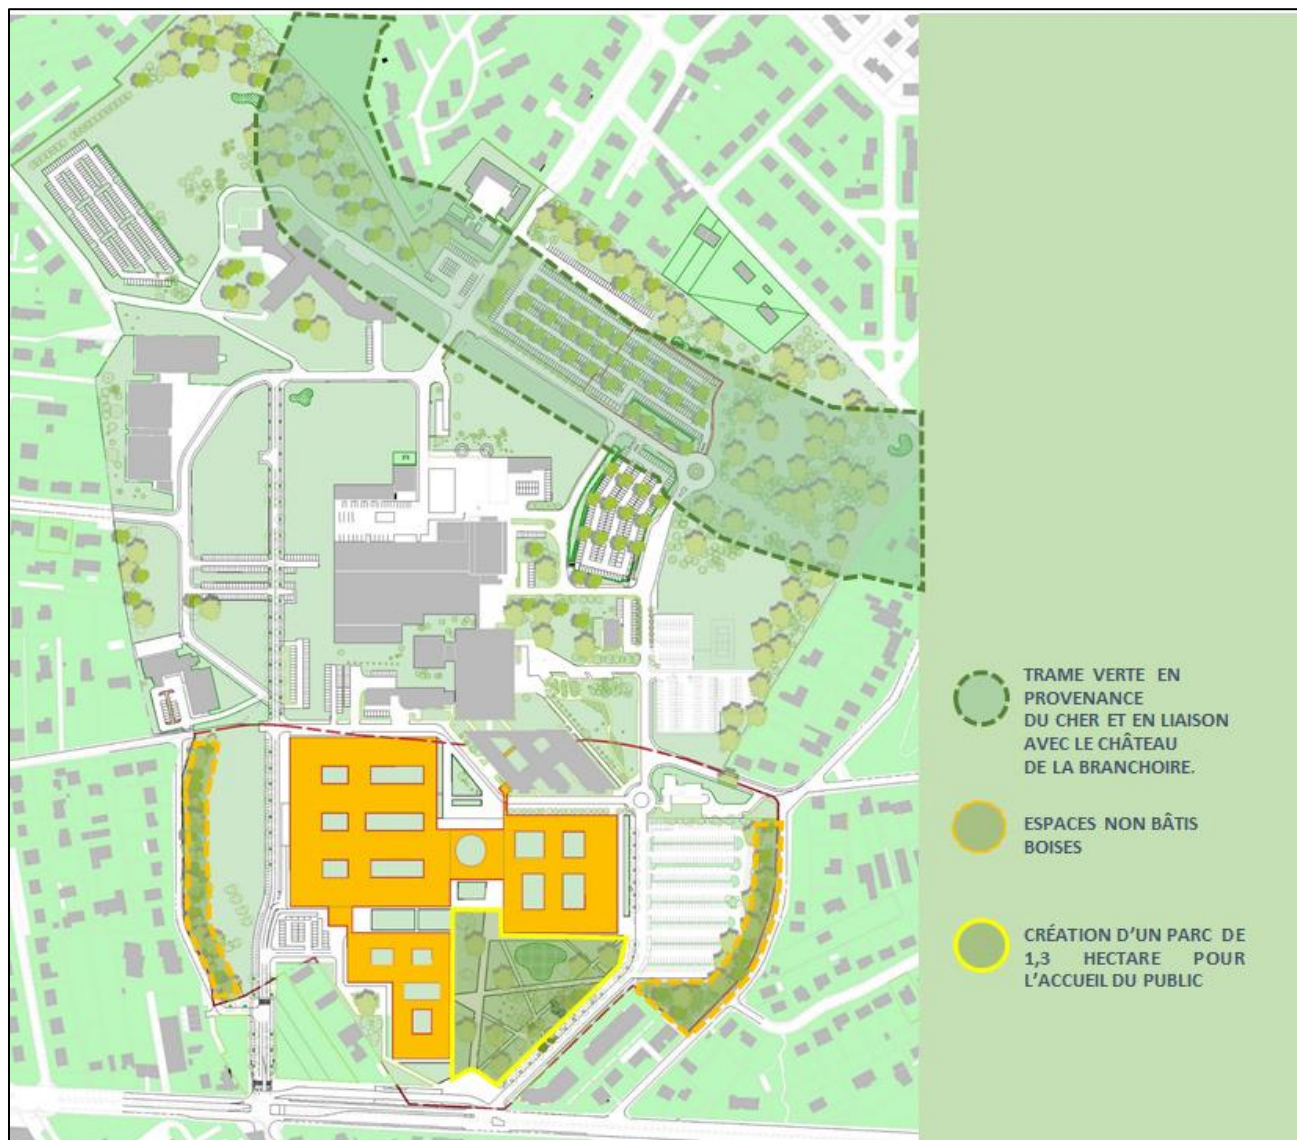 TRAME VERTE EN
PROVENANCE
DU CHER ET EN LIAISON
AVEC LE CHÂTEAU
DE LA BRANCHOIRE.
ESPACES NON BÂTIS
BOISES
CRÉATION D'UN PARC DE
1,3 HECTARE POUR
L'ACCUEIL DU PUBLIC